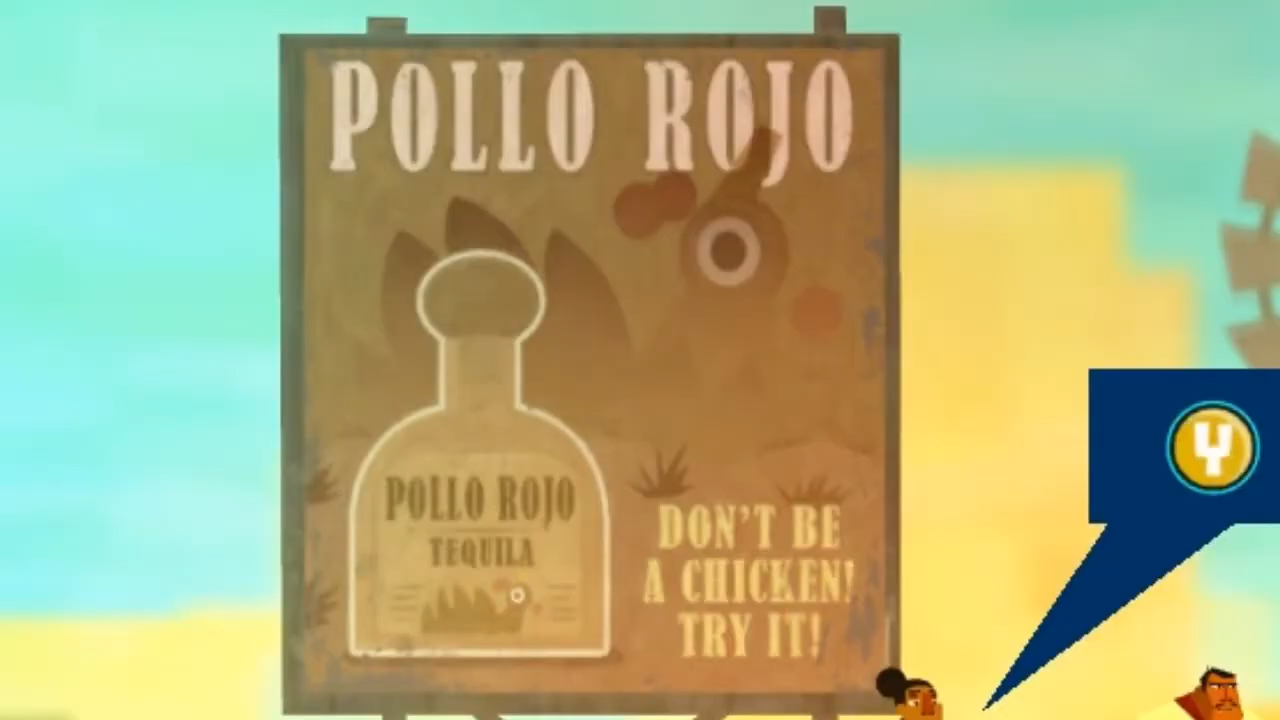 POLLO ROJO
POLLO ROJO
TEQUILA
DON'T BE
A CHICKEN!
TRY IT!
Y